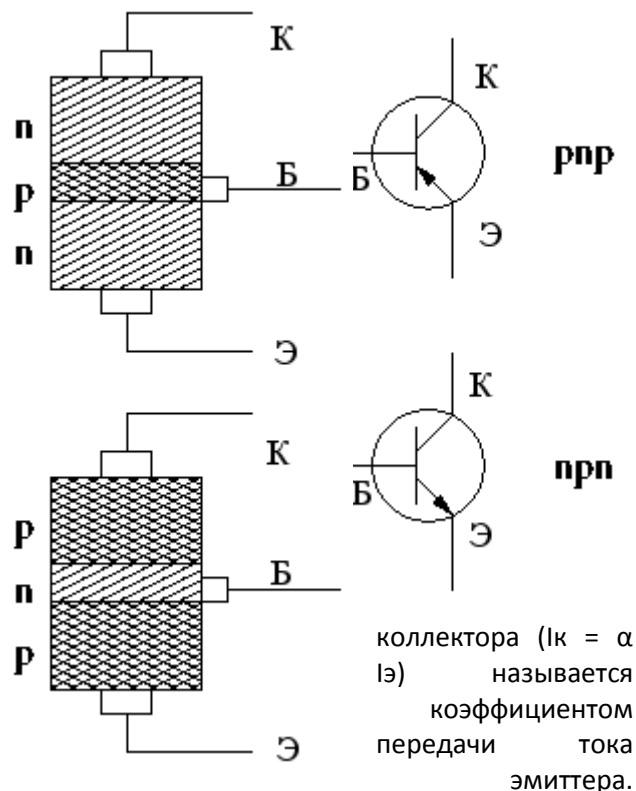 К
n
p
n
Б
Э
К
Б
Э
pnp
К
p
n
p
Б
Э
К
Б
Э
npn
коллектора (Iк = α
Iэ) называется
коэффициентом
передачи тока
эмиттера.